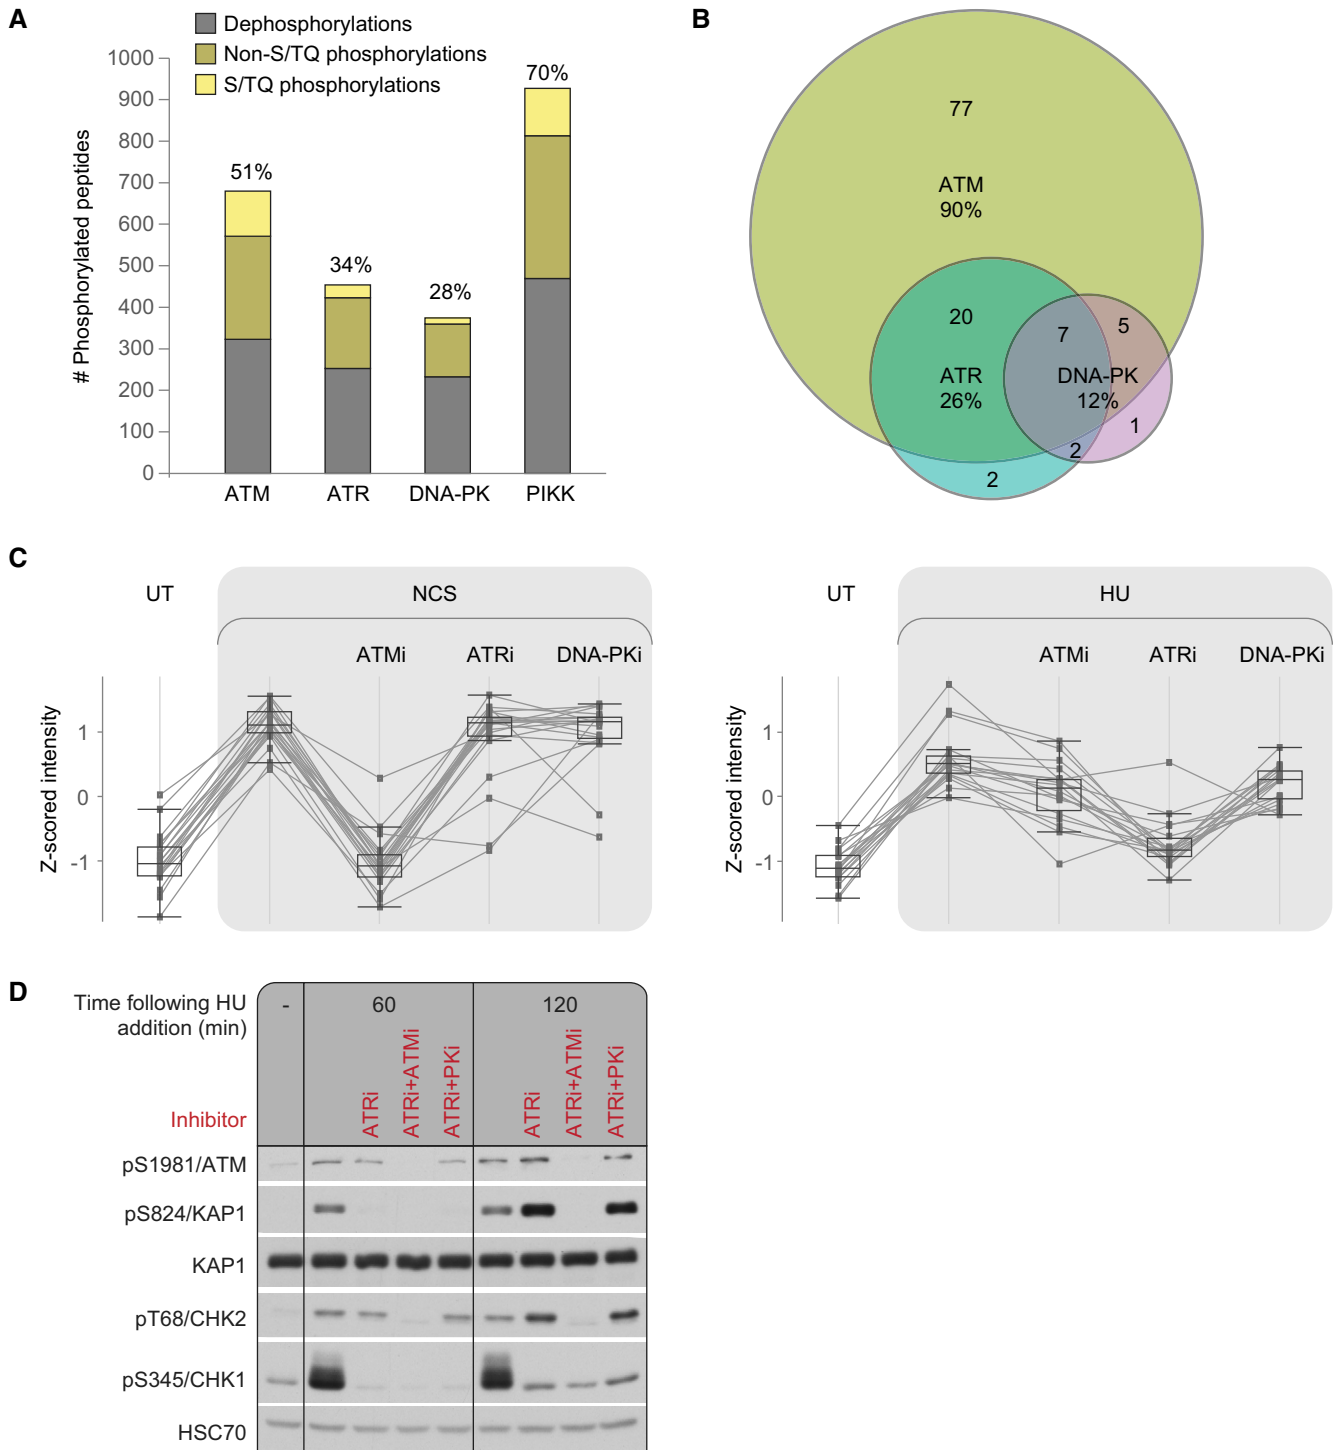 A
Dephosphorylations
Non-S/TQ phosphorylations
S/TQ phosphorylations
# Phosphorylated peptides
1000
900
800
700
600
500
400
300
200
100
0
51%
34%
28%
70%
ATM
ATR
DNA-PK
PIKK
B
77
ATM
90%
20
7
5
ATR
26%
DNA-PK
12%
1
2
2
C
UT
NCS
ATMi
ATRi
DNA-PKi
Z-scored intensity
1
0
-1
UT
HU
ATMi
ATRi
DNA-PKi
Z-scored intensity
1
0
-1
D
Time following HU
addition (min)
-
60
120
Inhibitor
ATRi
ATRi+ATMi
ATRi+PKi
ATRi
ATRi+ATMi
ATRi+PKi
pS1981/ATM
pS824/KAP1
KAP1
pT68/CHK2
pS345/CHK1
HSC70